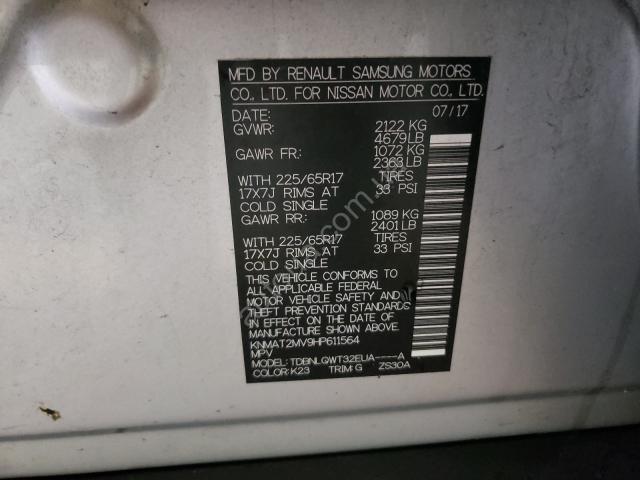 MFD BY RENAULT SAMSUNG MOTORS
CO., LTD. FOR NISSAN MOTOR CO., LTD.
DATE: 07/17
GVWR: 2122 KG
4679 LB
GAWR FR: 1072 KG
2363 LB
WITH 225/65R17 TIRES
17X7J RIMS AT 33 PSI
COLD SINGLE
GAWR RR: 1089 KG
2401 LB
WITH 225/65R17 TIRES
17X7J RIMS AT 33 PSI
COLD SINGLE
THIS VEHICLE CONFORMS TO
ALL APPLICABLE FEDERAL
MOTOR VEHICLE SAFETY AND
THEFT PREVENTION STANDARDS
IN EFFECT ON THE DATE OF
MANUFACTURE SHOWN ABOVE.
KNMAT2MV9HP611564
MPV
MODEL: TDBNLQWT32EUA----A
COLOR: K23 TRIM: G ZS30A